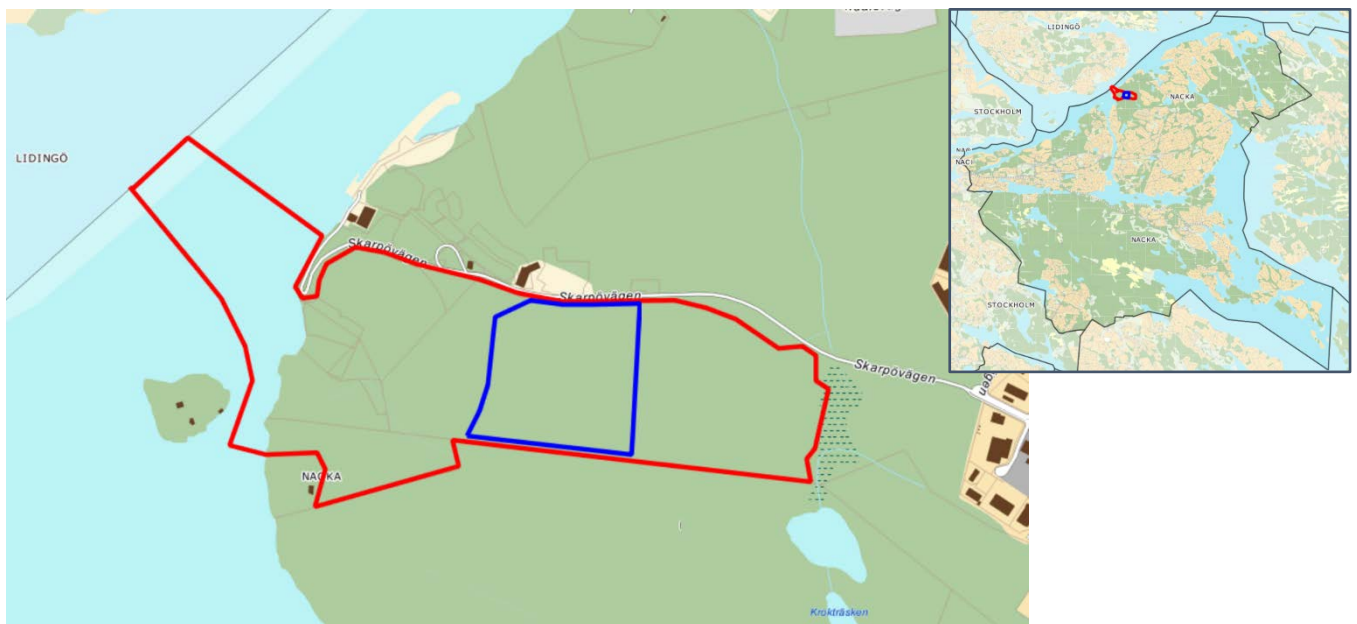 LIDINGÖ
NACKA
STOCKHOLM
NACKA
STOCKHOLM
LIDINGÖ
Skarpövägen
Skarpövägen
Skarpövägen
NACKA
Krokträsken